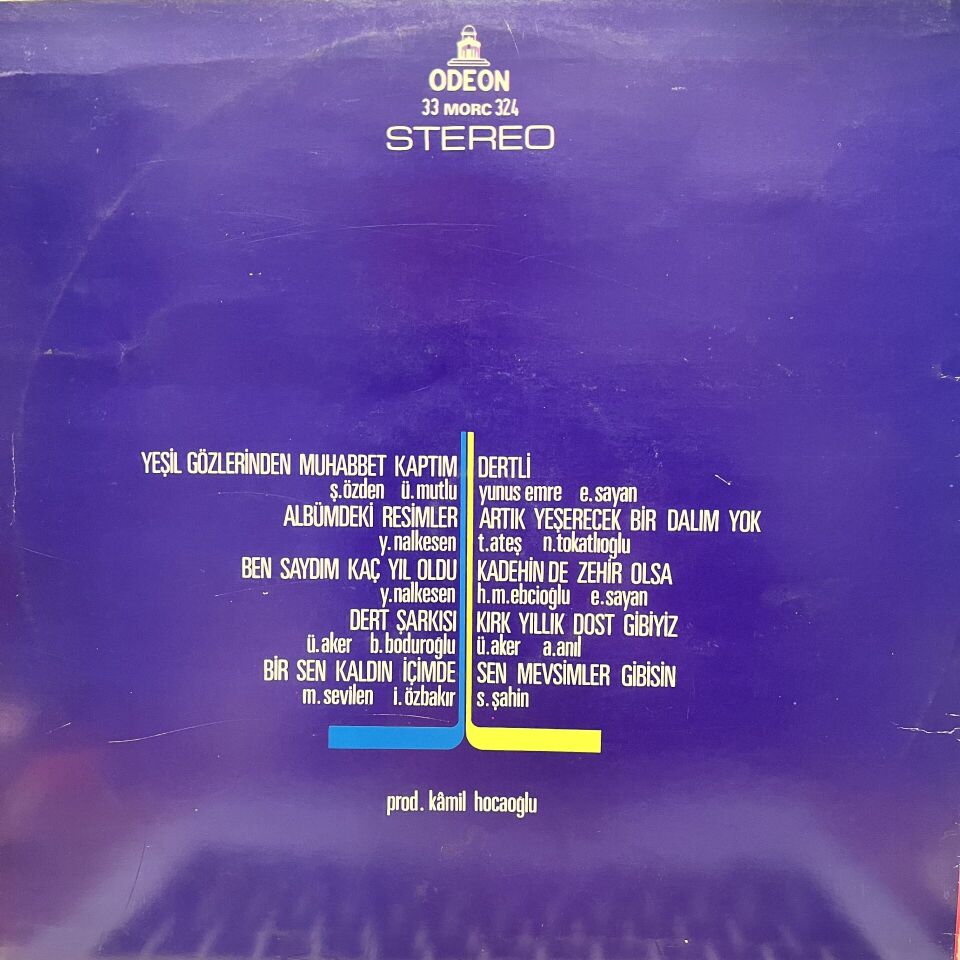 ODEON
33 MORC 324
STEREO
YEŞİL GÖZLERİNDEN MUHABBET KAPTIM
ş.özden ü.mutlu
ALBÜMDEKİ RESİMLER
y.nalkesen
BEN SAYDIM KAÇ YIL OLDU
y.nalkesen
DERT ŞARKISI
ü.aker b.boduroğlu
BİR SEN KALDIN İÇİMDE
m.sevilen i.özbakır
DERTLİ
yunus emre e.sayan
ARTIK YEŞERECEK BİR DALIM YOK
t.ateş n.tokatlıoğlu
KADEHİN DE ZEHİR OLSA
h.m.ebcioğlu e.sayan
KIRK YILLIK DOST GİBİYİZ
ü.aker a.anıl
SEN MEVSİMLER GİBİSİN
s.şahin
prod. kâmil hocaoğlu